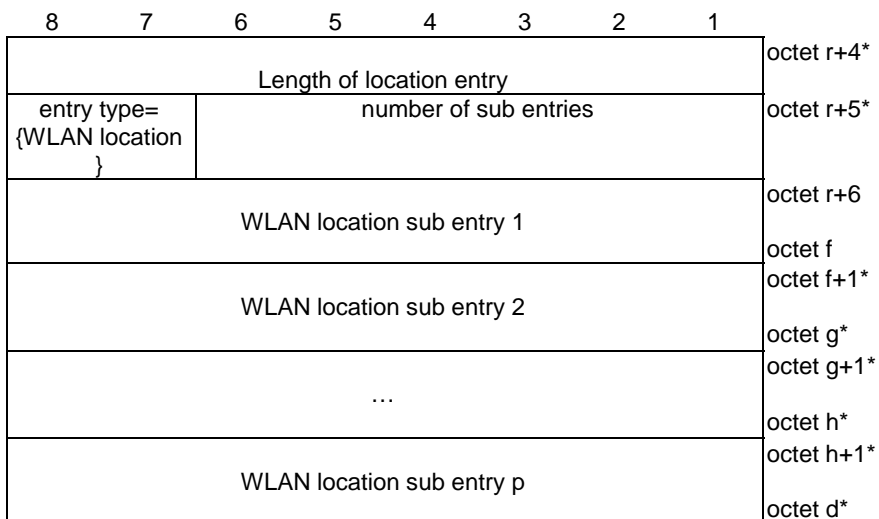 8 7 6 5 4 3 2 1
Length of location entry octet r+4*
entry type= number of sub entries octet r+5*
{WLAN location
}
octet r+6
WLAN location sub entry 1
octet f
octet f+1*
WLAN location sub entry 2
octet g*
octet g+1*
…
octet h*
octet h+1*
WLAN location sub entry p
octet d*